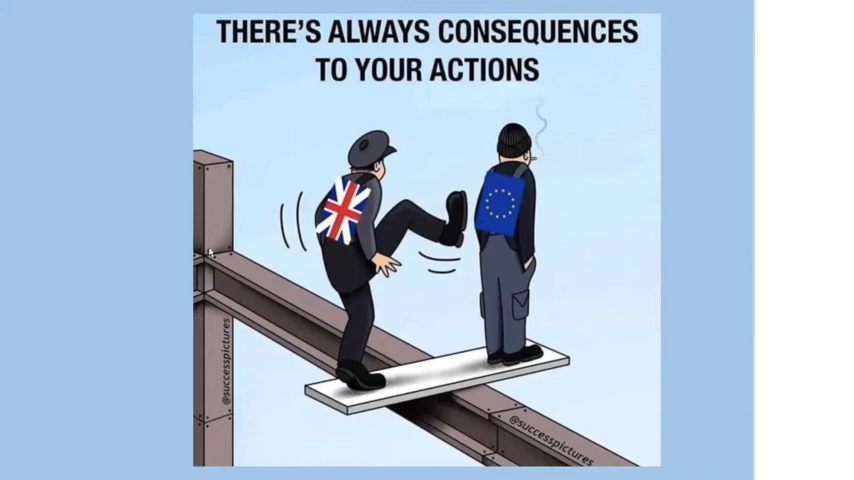 THERE'S ALWAYS CONSEQUENCES
TO YOUR ACTIONS
@successpictures
@successpictures